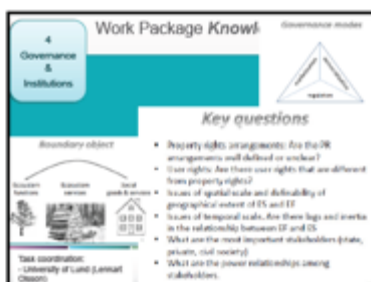 4
Governance
&
Institutions
Work Package Knowl
Governance modes
regulation
Key questions
• Property rights arrangements: Are the PR
arrangements well defined or unclear?
• User rights: Are there user rights that are different
from property rights?
• Issues of spatial scale and definability of
geographical extent of ES and EF
• Issues of temporal scale. Are there lags and inertia
in the relationship between EF and ES
• What are the most important stakeholders (state,
private, civil society)
• What are the power relationships among
stakeholders.
Boundary object
Ecosystem
functions
Ecosystem
services
Social
goods & services
Task coordination:
- University of Lund (Lennart
Olsson)